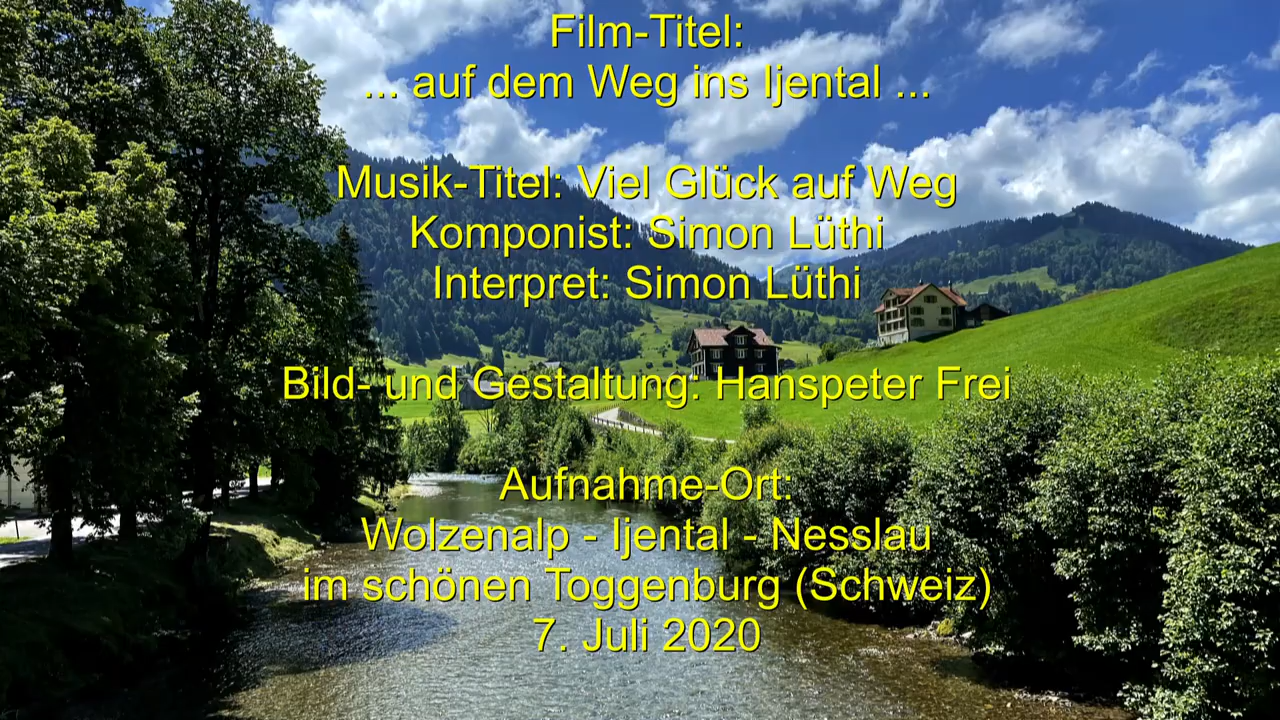 Film-Titel:
... auf dem Weg ins Ijental ...
Musik-Titel: Viel Glück auf Weg
Komponist: Simon Lüthi
Interpret: Simon Lüthi
Bild- und Gestaltung: Hanspeter Frei
Aufnahme-Ort:
Wolzenalp - Ijental - Nesslau
im schönen Toggenburg (Schweiz)
7. Juli 2020